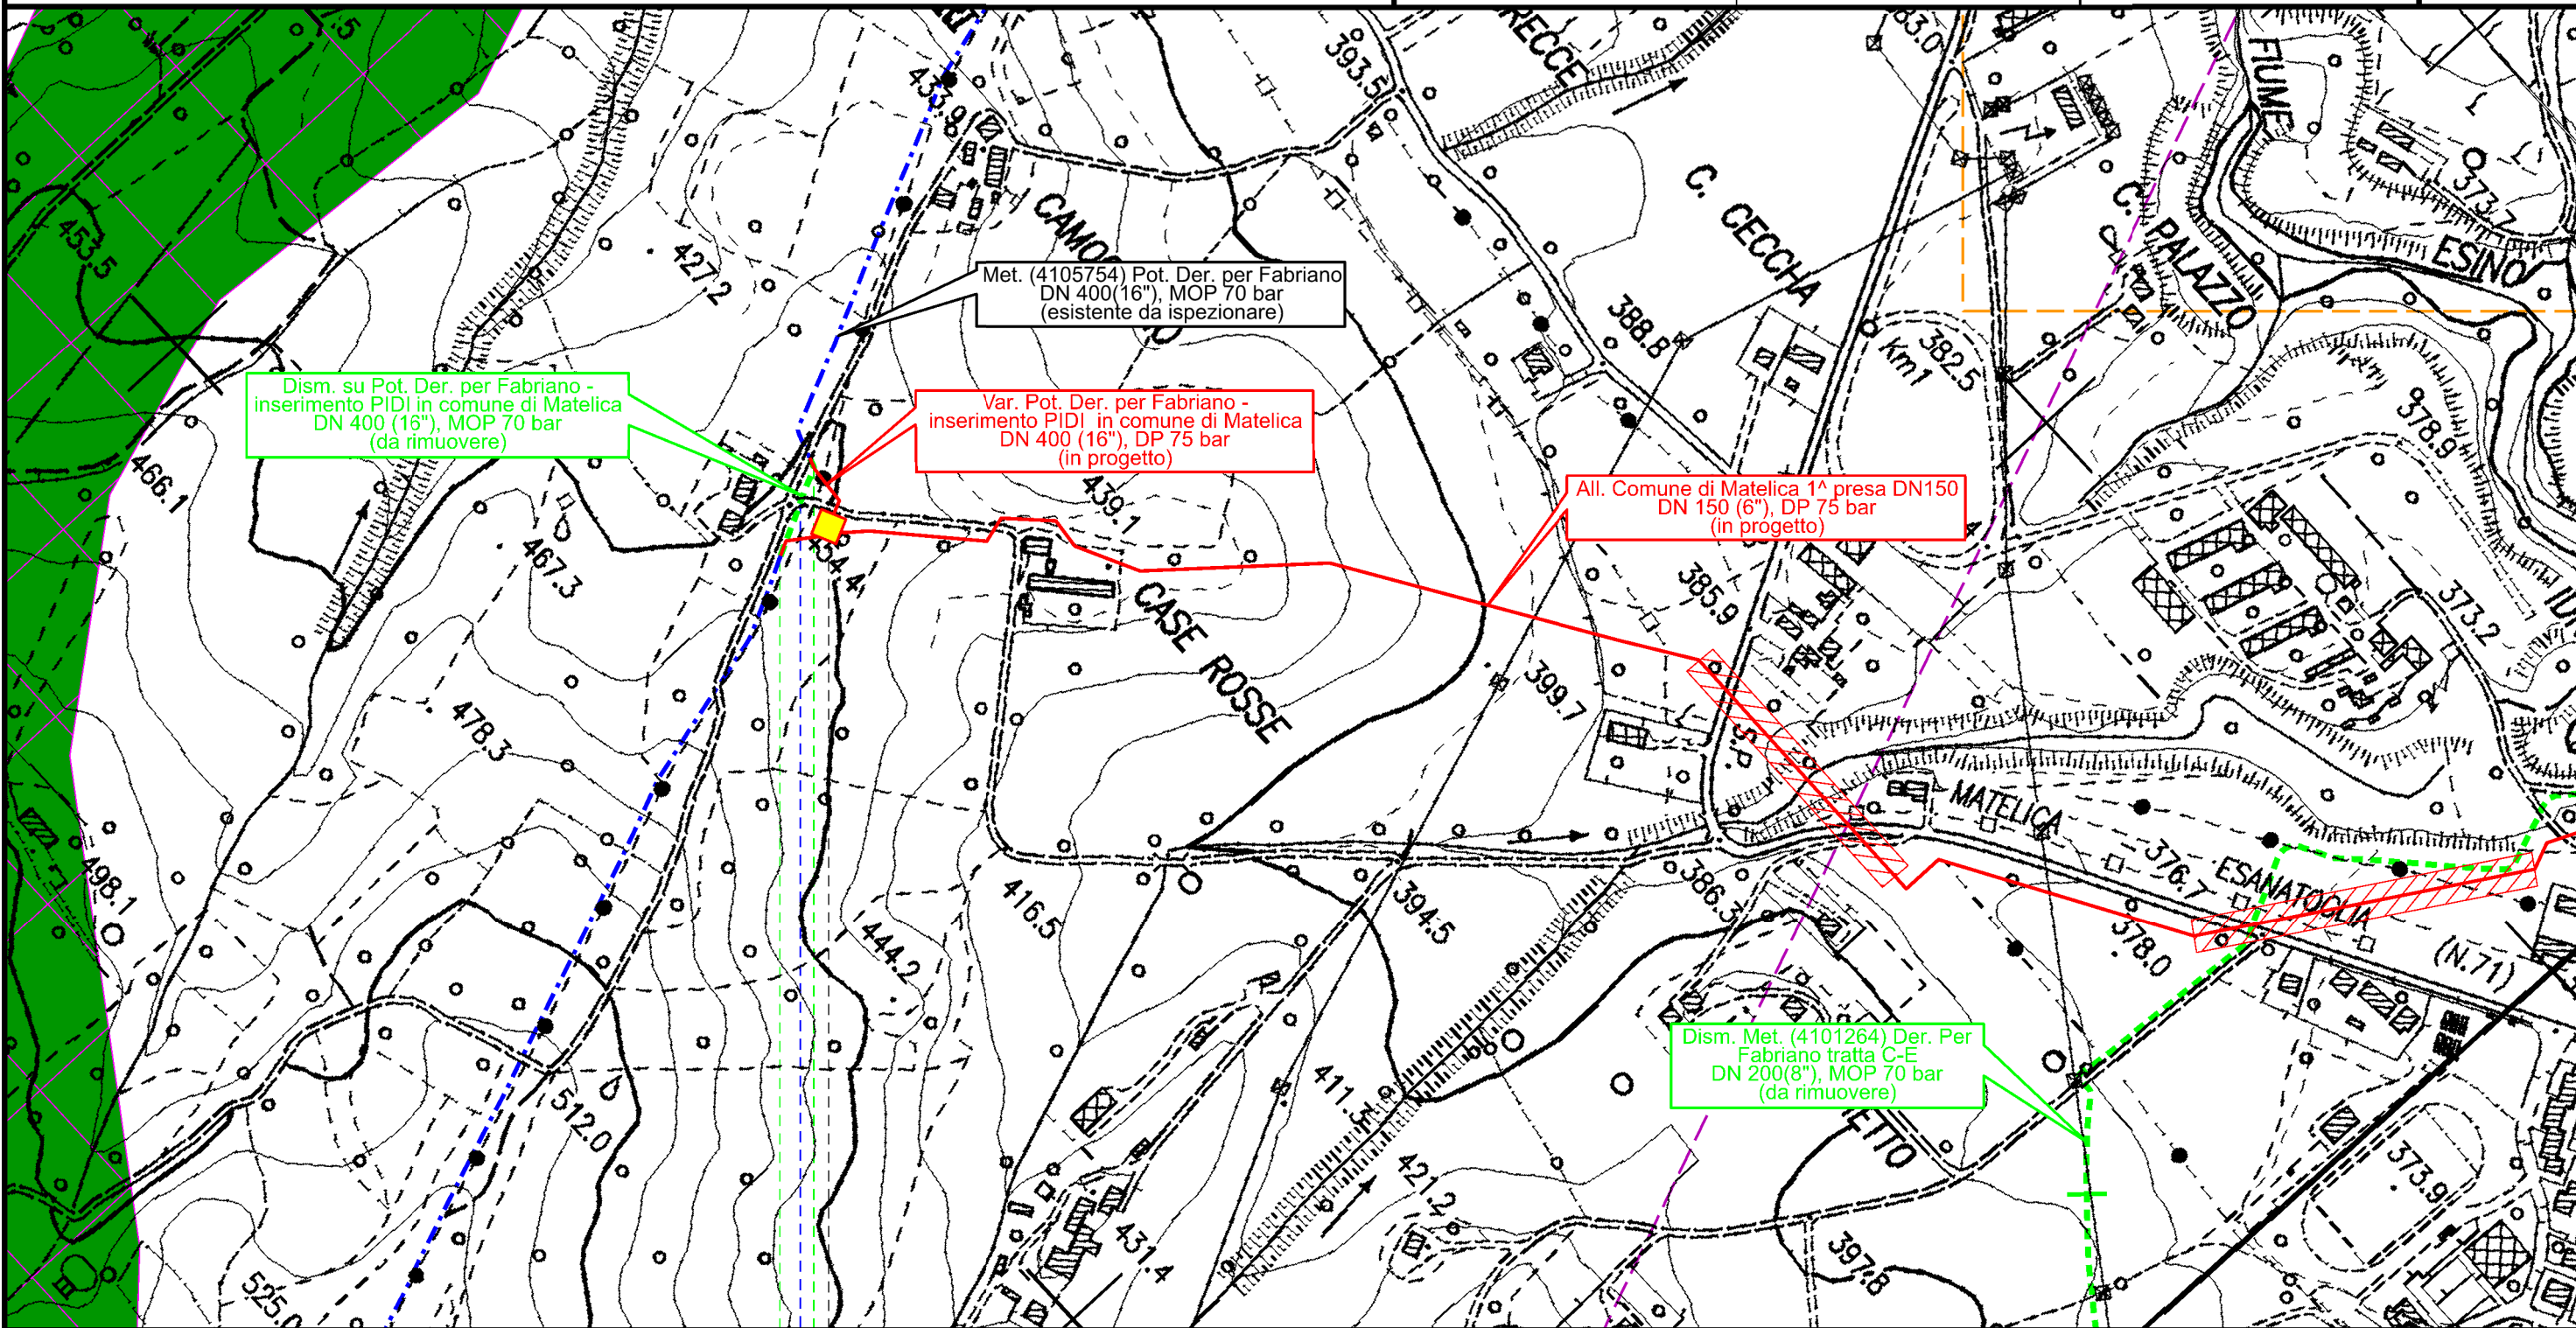 433.9
393.5
RECCE
383.0
FIUME
C. CECCHA
373.7
C. PALAZZO
ESINO
453.5
427.2
Met. (4105754) Pot. Der. per Fabriano
DN 400(16"), MOP 70 bar
(esistente da ispezionare)
388.8
Km1
382.5
Dism. su Pot. Der. per Fabriano -
inserimento PIDI in comune di Matelica
DN 400 (16"), MOP 70 bar
(da rimuovere)
Var. Pot. Der. per Fabriano -
inserimento PIDI in comune di Matelica
DN 400 (16"), DP 75 bar
(in progetto)
378.9
466.1
439.1
All. Comune di Matelica 1^ presa DN150
DN 150 (6"), DP 75 bar
(in progetto)
467.3
385.9
373.2
CASE ROSSE
399.7
478.3
MATELICA
376.7
ESANATOGLIA
498.1
416.5
394.5
386.3
444.2
378.0
(N.71)
Dism. Met. (4101264) Der. Per
Fabriano tratta C-E
DN 200(8"), MOP 70 bar
(da rimuovere)
512.0
411.3
ETTO
421.2
373.9
431.4
397.8
525.0